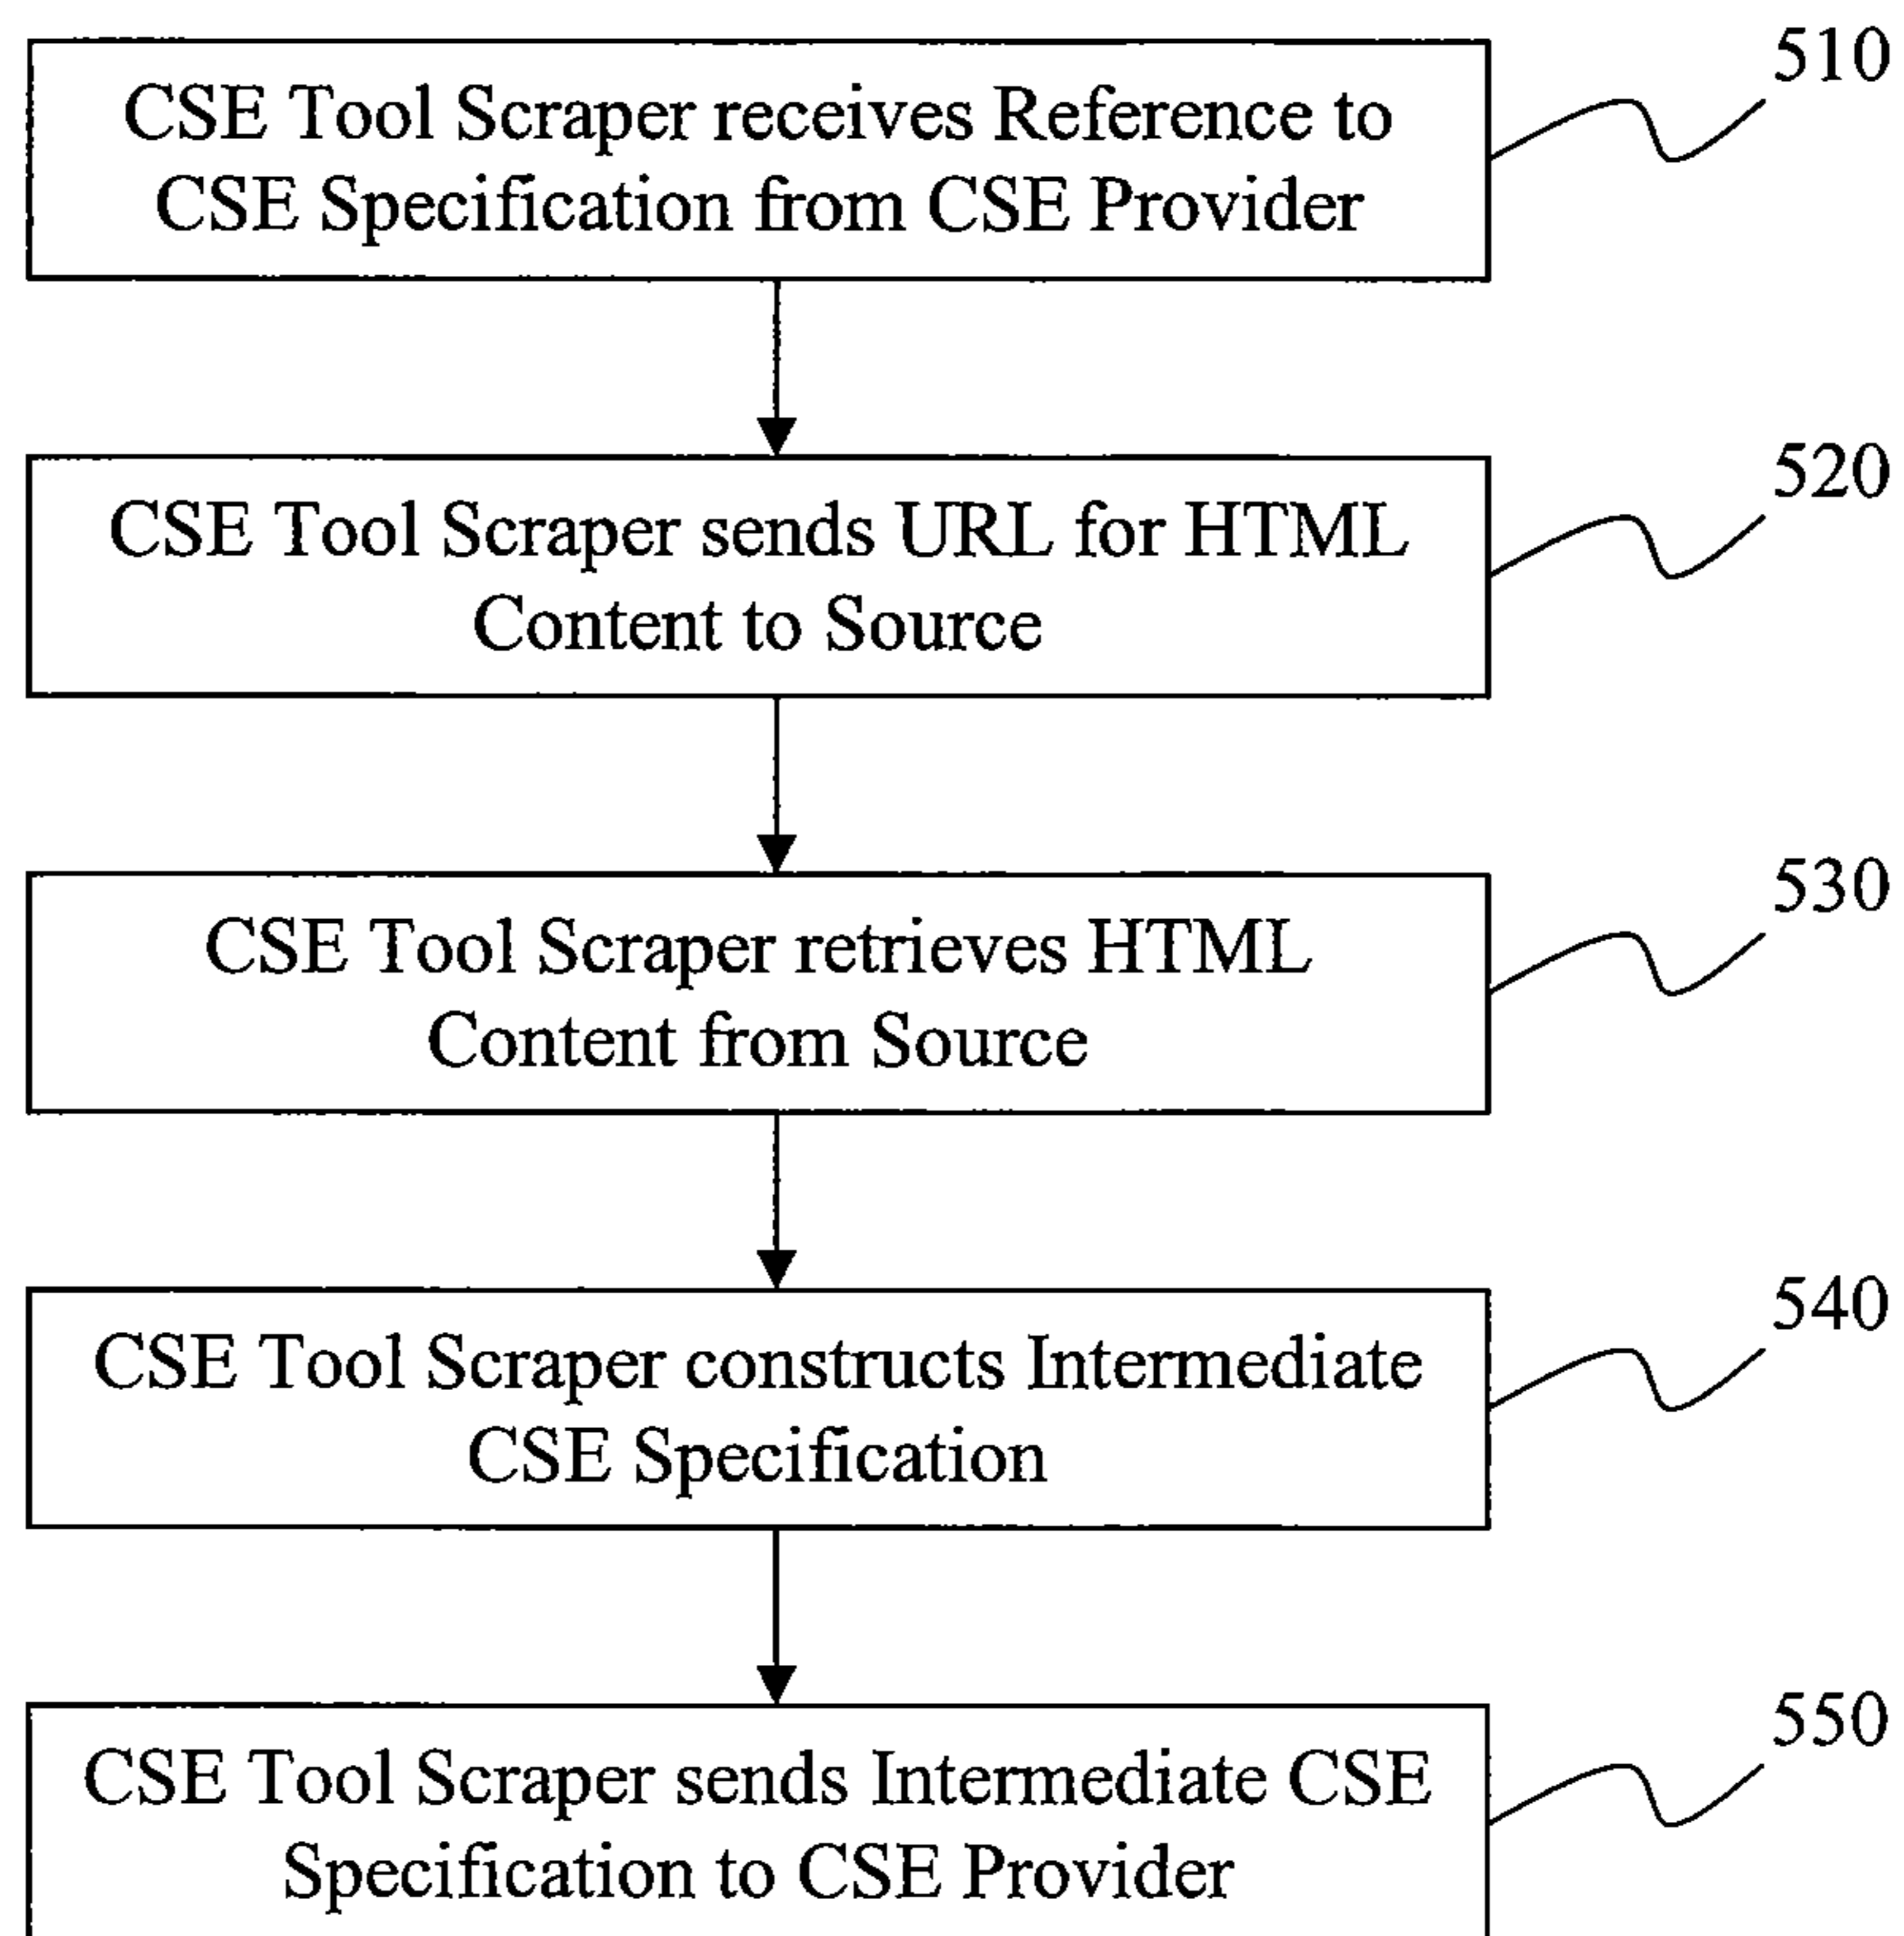 510
CSE Tool Scraper receives Reference to
CSE Specification from CSE Provider
520
CSE Tool Scraper sends URL for HTML
Content to Source
530
CSE Tool Scraper retrieves HTML
Content from Source
540
CSE Tool Scraper constructs Intermediate
CSE Specification
550
CSE Tool Scraper sends Intermediate CSE
Specification to CSE Provider